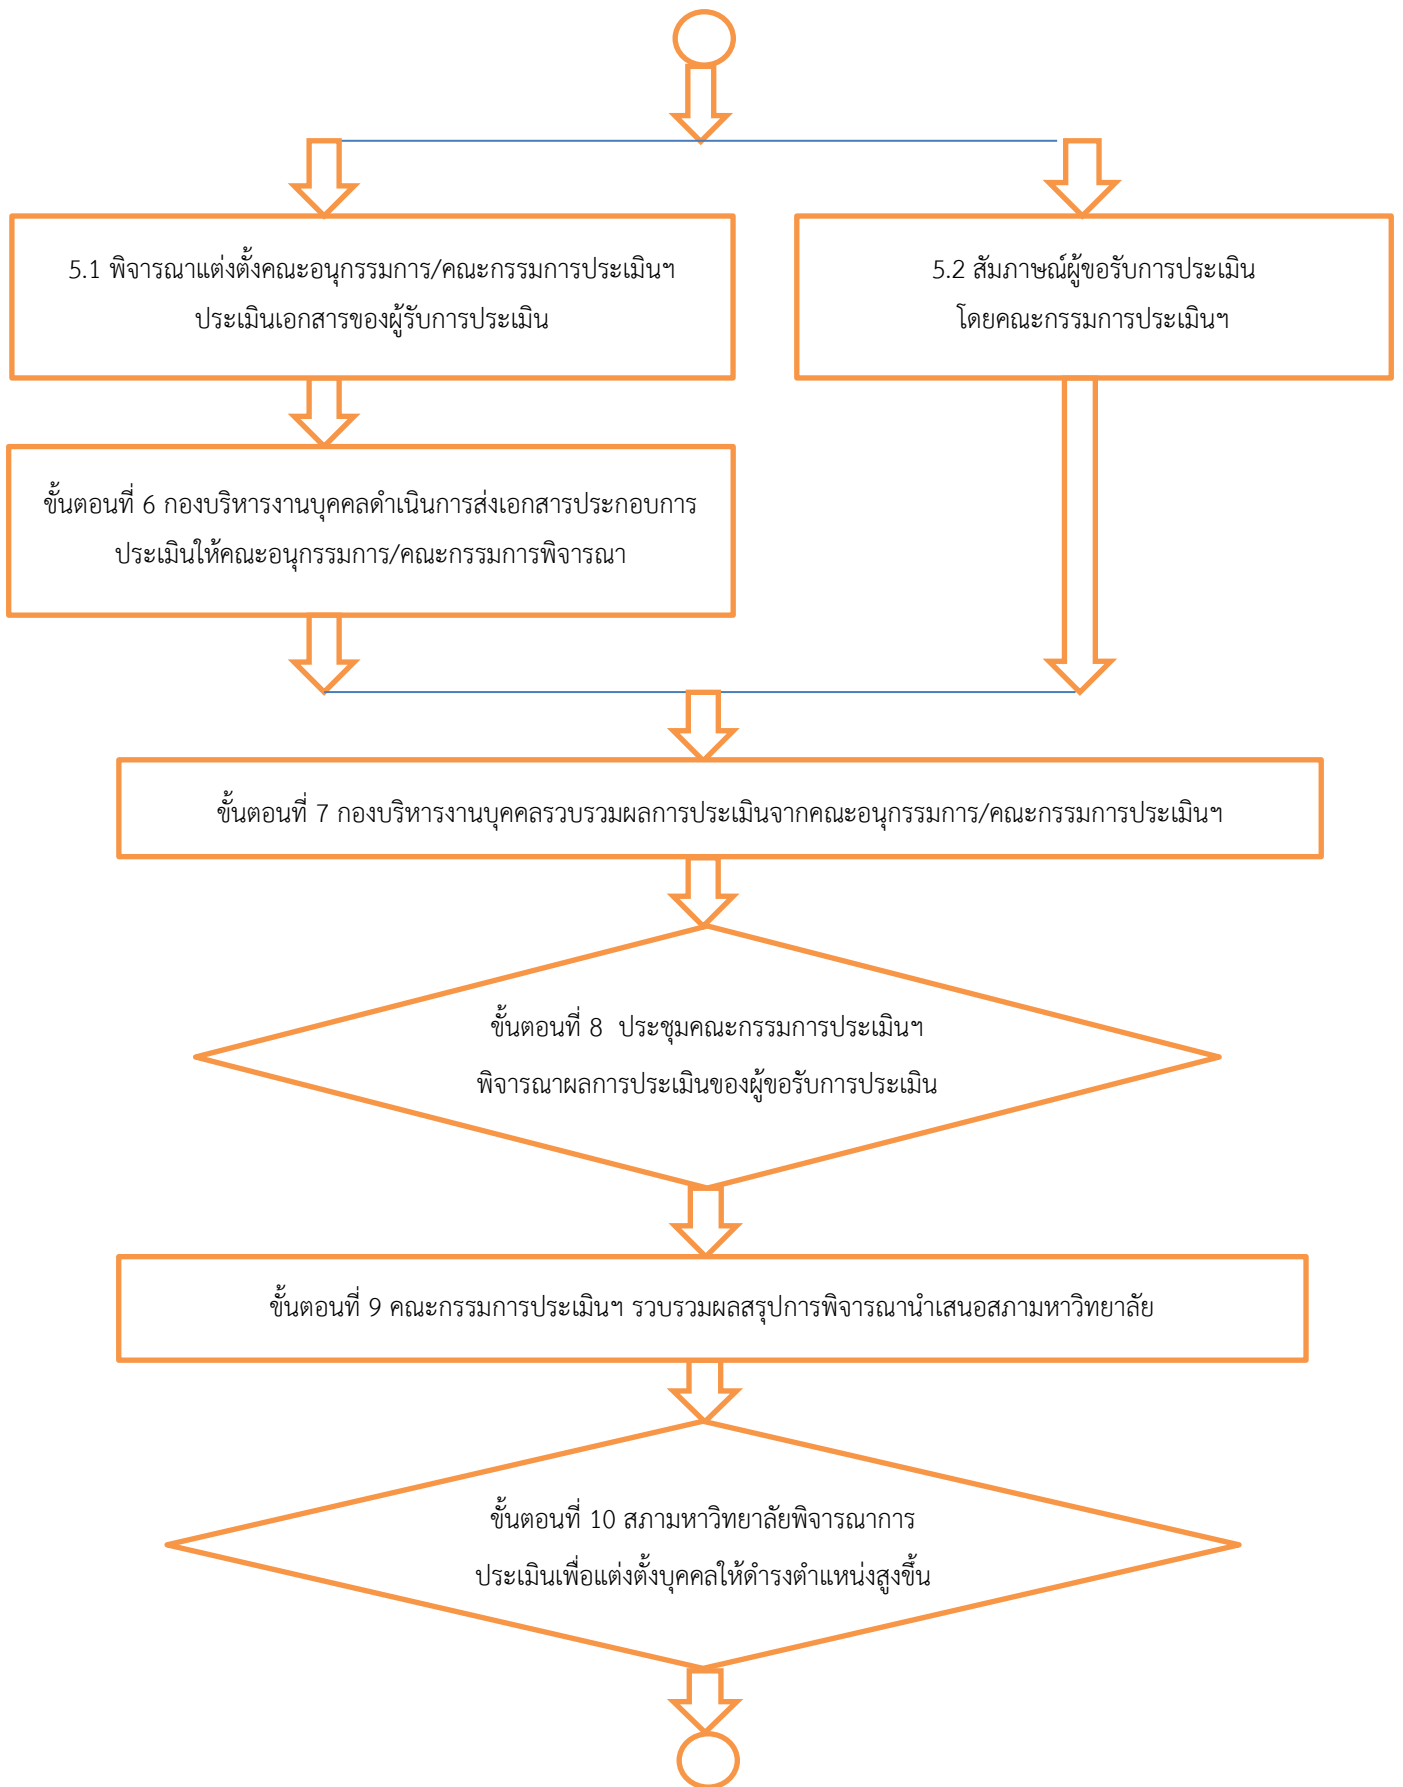 5.1 พิจารณาแต่งตั้งคณะอนุกรรมการ/คณะกรรมการประเมินฯ
ประเมินเอกสารของผู้รับการประเมิน
5.2 สัมภาษณ์ผู้ขอรับการประเมิน
โดยคณะกรรมการประเมินฯ
ขั้นตอนที่ 6 กองบริหารงานบุคคลดำเนินการส่งเอกสารประกอบการ
ประเมินให้คณะอนุกรรมการ/คณะกรรมการพิจารณา
ขั้นตอนที่ 7 กองบริหารงานบุคคลรวบรวมผลการประเมินจากคณะอนุกรรมการ/คณะกรรมการประเมินฯ
ขั้นตอนที่ 8 ประชุมคณะกรรมการประเมินฯ
พิจารณาผลการประเมินของผู้ขอรับการประเมิน
ขั้นตอนที่ 9 คณะกรรมการประเมินฯ รวบรวมผลสรุปการพิจารณานำเสนอสภามหาวิทยาลัย
ขั้นตอนที่ 10 สภามหาวิทยาลัยพิจารณาการ
ประเมินเพื่อแต่งตั้งบุคคลให้ดำรงตำแหน่งสูงขึ้น